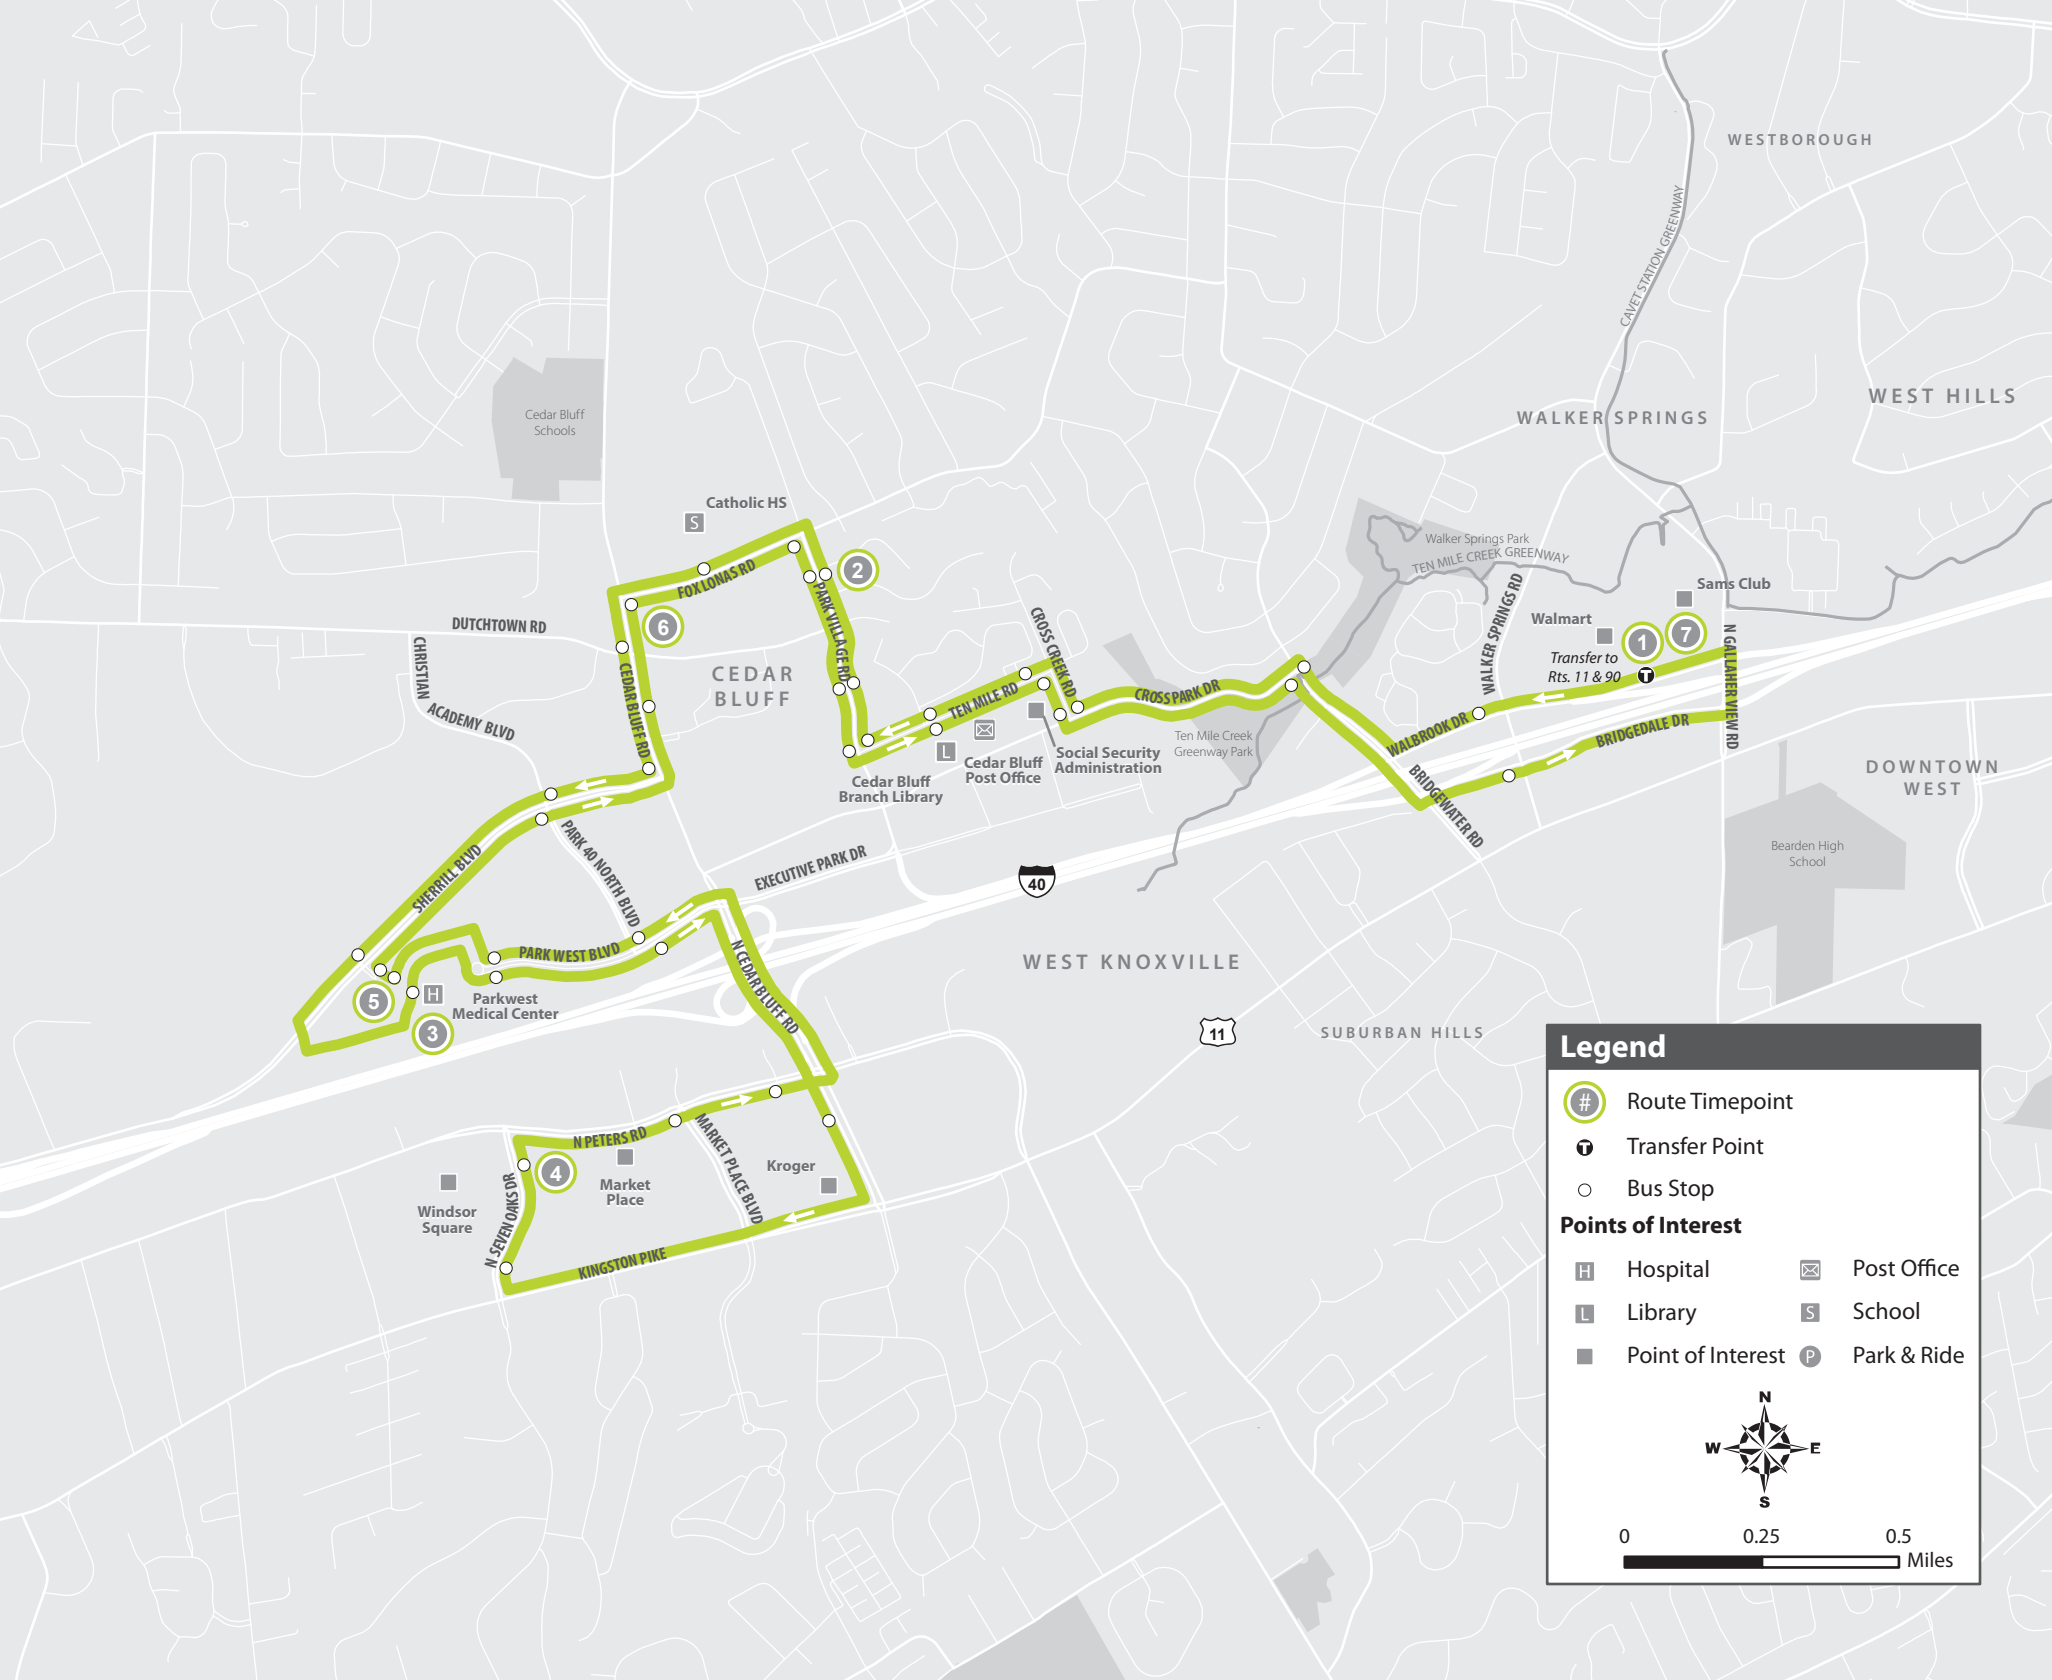 WESTBOROUGH
CAVET STATION GREENWAY
WEST HILLS
WALKER SPRINGS
Cedar Bluff
Schools
Catholic HS
S
2
FOX LONAS RD
6
PARK VILLAGE RD
DUTCHTOWN RD
CHRISTIAN
ACADEMY BLVD
CEDAR BLUFF RD
CEDAR
BLUFF
Walker Springs Park
TEN MILE CREEK GREENWAY
WALKER SPRINGS RD
Sams Club
Walmart
1
7
Transfer to
Rts. 11 & 90
T
N GALLAHER VIEW RD
CROSS CREEK RD
TEN MILE RD
CROSS PARK DR
Ten Mile Creek
Greenway Park
WALBROOK DR
BRIDGEDALE DR
BRIDGEWATER RD
L
Cedar Bluff
Branch Library
Cedar Bluff
Post Office
Social Security
Administration
DOWNTOWN
WEST
Bearden High
School
SHERRILL BLVD
PARK 40 NORTH BLVD
EXECUTIVE PARK DR
40
PARK WEST BLVD
N CEDAR BLUFF RD
WEST KNOXVILLE
5
H
Parkwest
Medical Center
3
11
SUBURBAN HILLS
N PETERS RD
MARKET PLACE BLVD
4
Market
Place
Kroger
Windsor
Square
N SEVEN OAKS DR
KINGSTON PIKE
Legend
# Route Timepoint
T Transfer Point
Bus Stop
Points of Interest
H Hospital
Post Office
L Library
S School
Point of Interest
P Park & Ride
N
W E
S
0 0.25 0.5
Miles